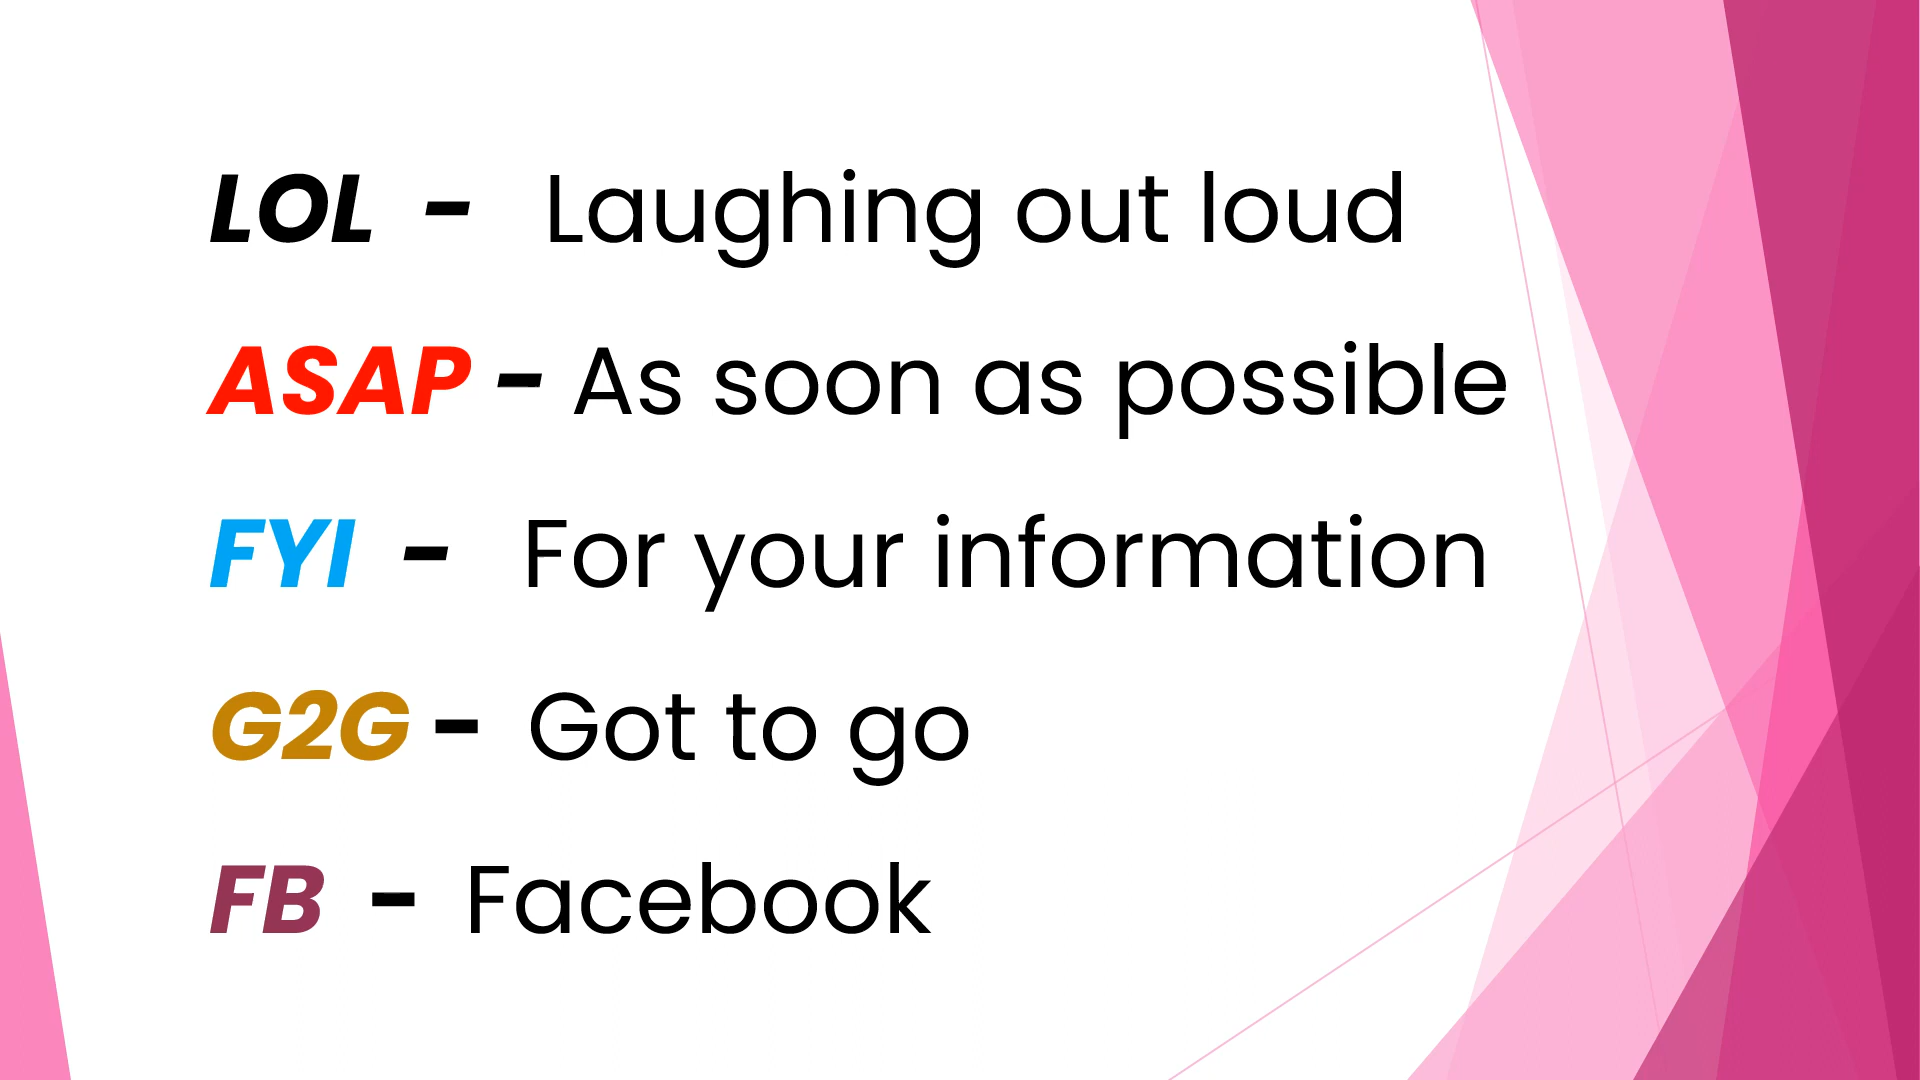 LOL - Laughing out loud
ASAP - As soon as possible
FYI - For your information
G2G - Got to go
FB - Facebook